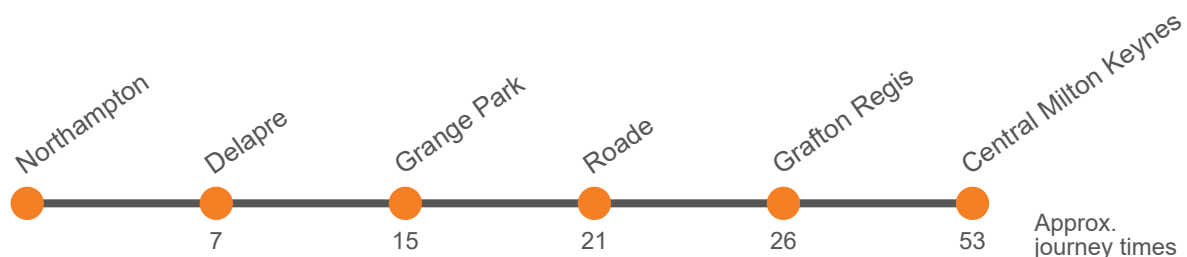 Northampton
Delapre
Grange Park
Roade
Grafton Regis
Central Milton Keynes
7
15
21
26
53
Approx.
journey times